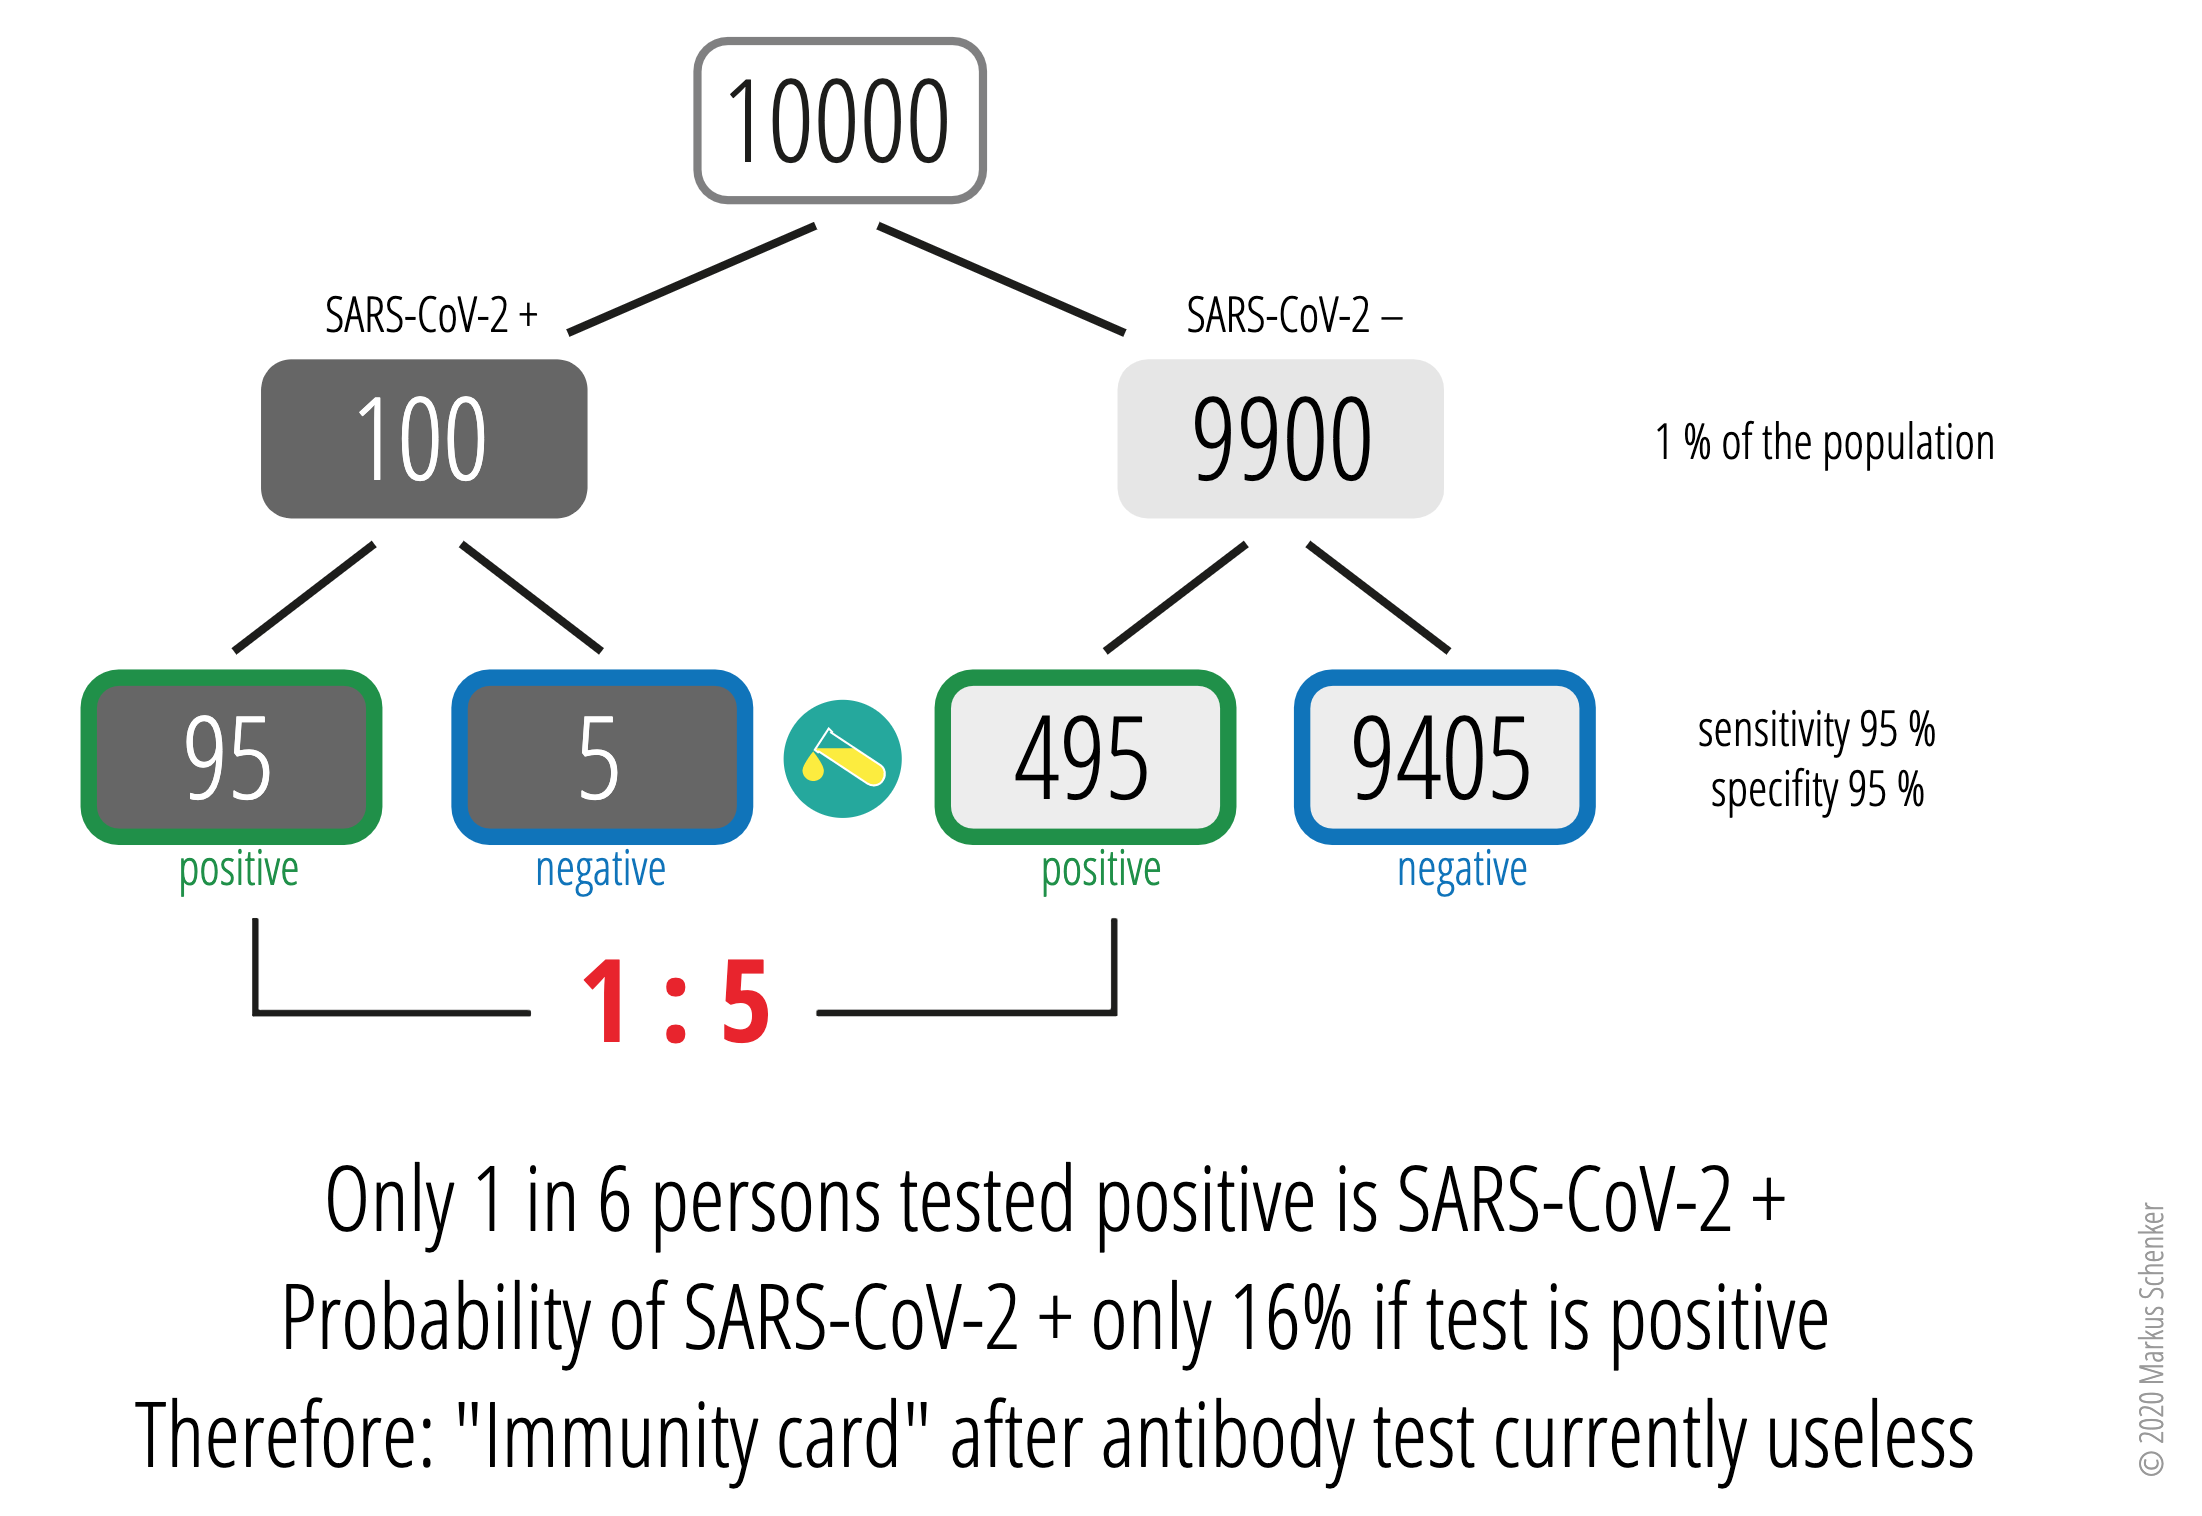 10000
SARS-CoV-2 +
SARS-CoV-2 –
100
9900
1 % of the population
95
5
495
9405
sensitivity 95 %
specifity 95 %
positive
negative
positive
negative
1 : 5
Only 1 in 6 persons tested positive is SARS-CoV-2 +
Probability of SARS-CoV-2 + only 16% if test is positive
Therefore: "Immunity card" after antibody test currently useless
© 2020 Markus Schenker